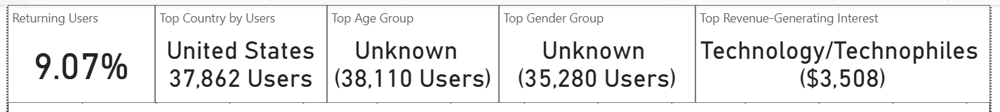 Returning Users
9.07%
Top Country by Users
United States
37,862 Users
Top Age Group
Unknown
(38,110 Users)
Top Gender Group
Unknown
(35,280 Users)
Top Revenue-Generating Interest
Technology/Technophiles
($3,508)